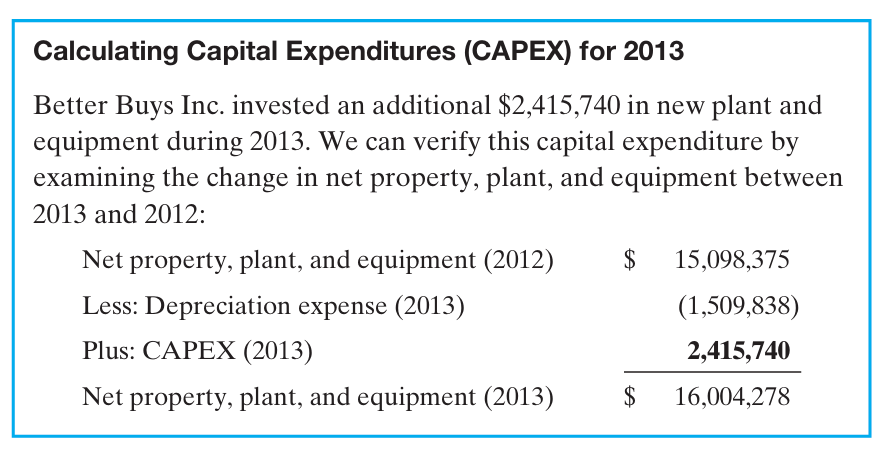 Calculating Capital Expenditures (CAPEX) for 2013
Better Buys Inc. invested an additional $2,415,740 in new plant and
equipment during 2013. We can verify this capital expenditure by
examining the change in net property, plant, and equipment between
2013 and 2012:
Net property, plant, and equipment (2012) $ 15,098,375
Less: Depreciation expense (2013) (1,509,838)
Plus: CAPEX (2013) 2,415,740
Net property, plant, and equipment (2013) $ 16,004,278